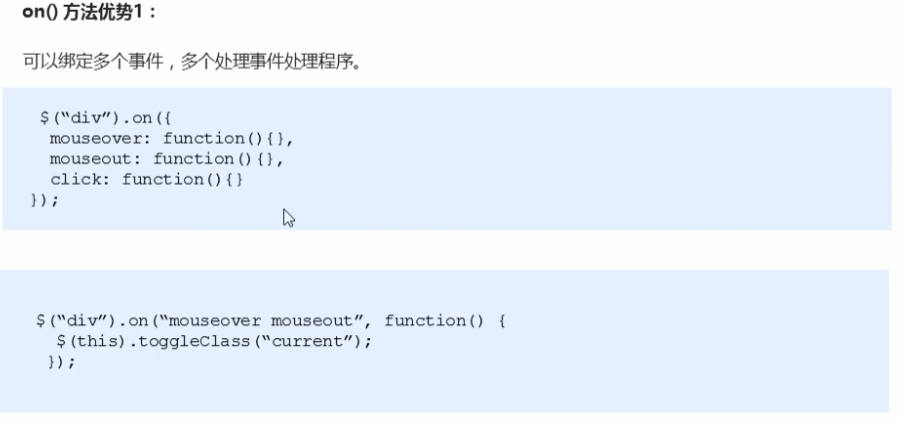 on() 方法优势1：
可以绑定多个事件，多个处理事件处理程序。
$(“div”).on({
mouseover: function(){},
mouseout: function(){},
click: function(){}
});
$(“div”).on(“mouseover mouseout”, function() {
$(this).toggleClass(“current”);
});